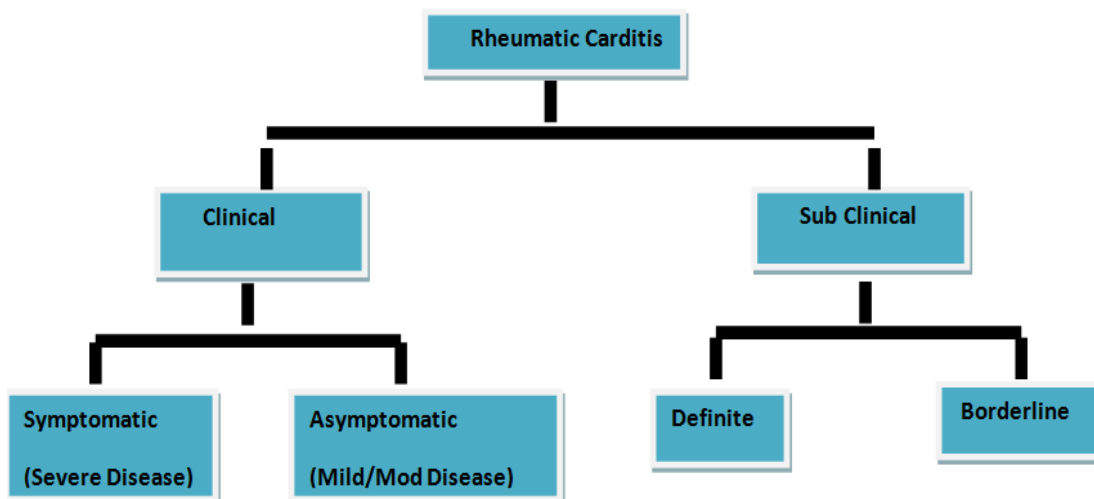 Rheumatic Carditis
Clinical
Sub Clinical
Symptomatic
(Severe Disease)
Asymptomatic
(Mild/Mod Disease)
Definite
Borderline